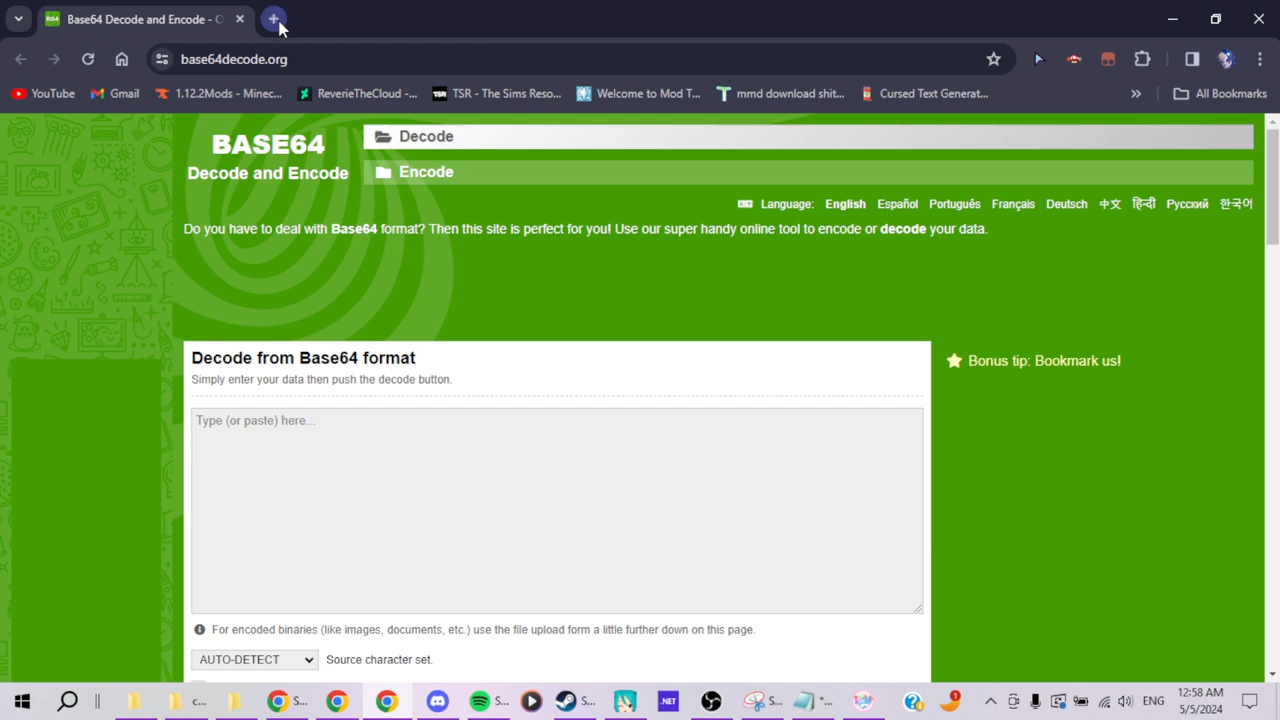 Base64 Decode and Encode - O
base64decode.org
YouTube Gmail 1.12.2Mods - Minec... ReverieTheCloud -... TSR TSR - The Sims Reso... Welcome to Mod T... mmd download shit... Cursed Text Generat... » All Bookmarks
BASE64
Decode and Encode
Decode
Encode
Language: English Español Português Français Deutsch 中文 हिन्दी Русский 한국어
Do you have to deal with Base64 format? Then this site is perfect for you! Use our super handy online tool to encode or decode your data.
Decode from Base64 format
Simply enter your data then push the decode button.
Bonus tip: Bookmark us!
Type (or paste) here...
For encoded binaries (like images, documents, etc.) use the file upload form a little further down on this page.
AUTO-DETECT Source character set.
S... c... S... S... .NET S... *... ENG
12:58 AM
5/5/2024